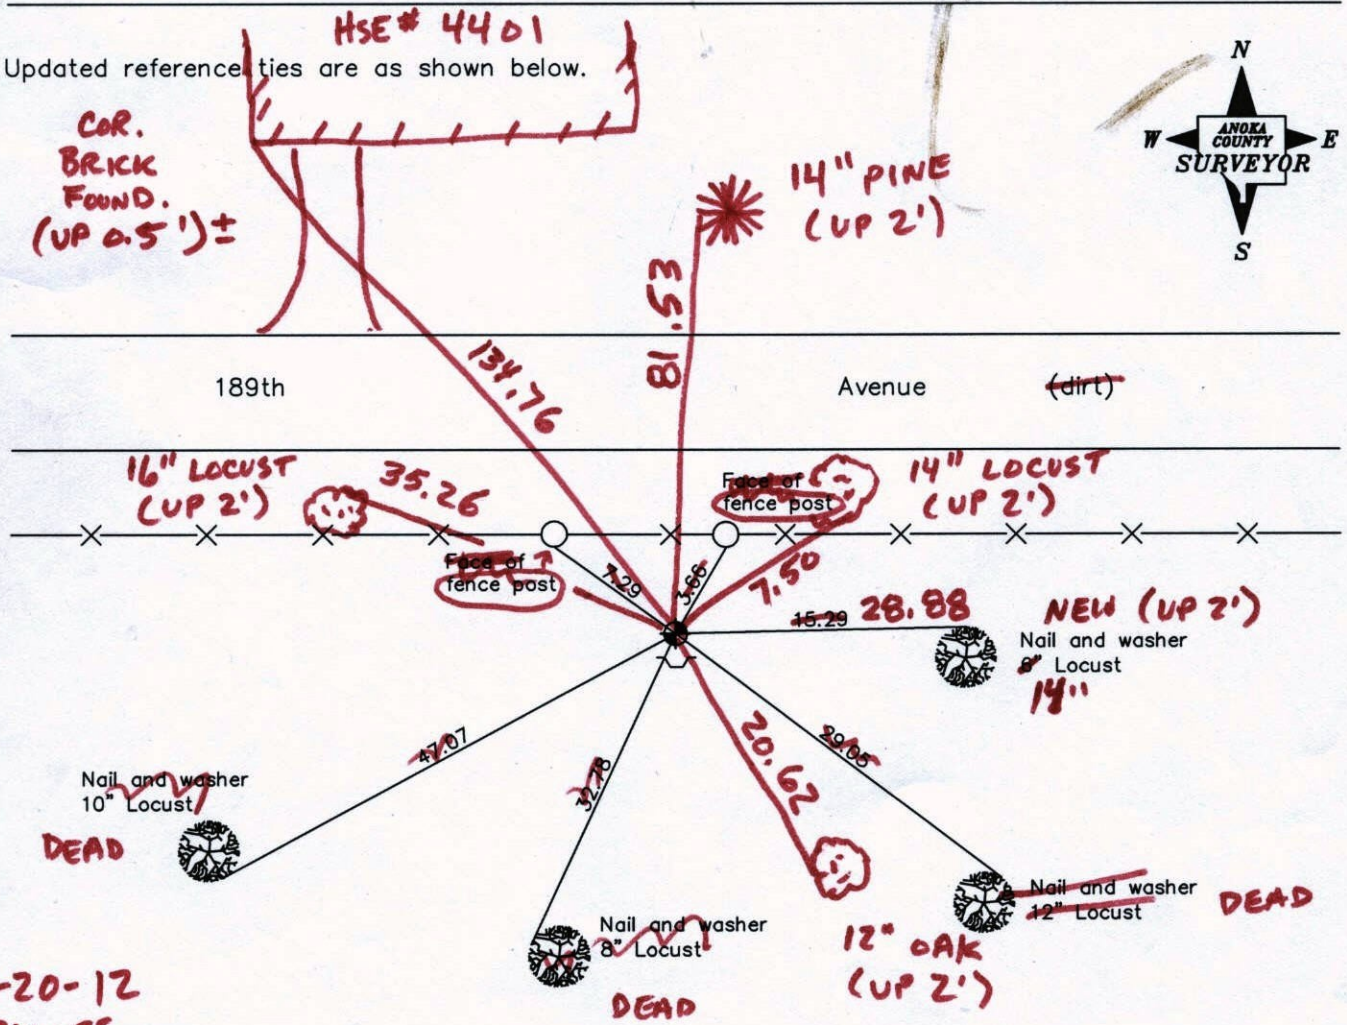 HSE# 4401
Updated reference ties are as shown below.
COR.
BRICK
FOUND.
(UP 0.5')±
N
W
ANOKA
COUNTY
E
SURVEYOR
S
14" PINE
(UP 2')
81.53
134.76
189th
Avenue
(dirt)
16" LOCUST
(UP 2')
35.26
Face of
fence post
14" LOCUST
(UP 2')
Face of
fence post
7.29
3.66
7.50
15.29
28.88
NEW (UP 2')
Nail and washer
8" Locust
14"
47.07
32.78
20.62
29.05
Nail and washer
10" Locust
DEAD
Nail and washer
8" Locust
DEAD
12" OAK
(UP 2')
Nail and washer
12" Locust
DEAD
-20-12